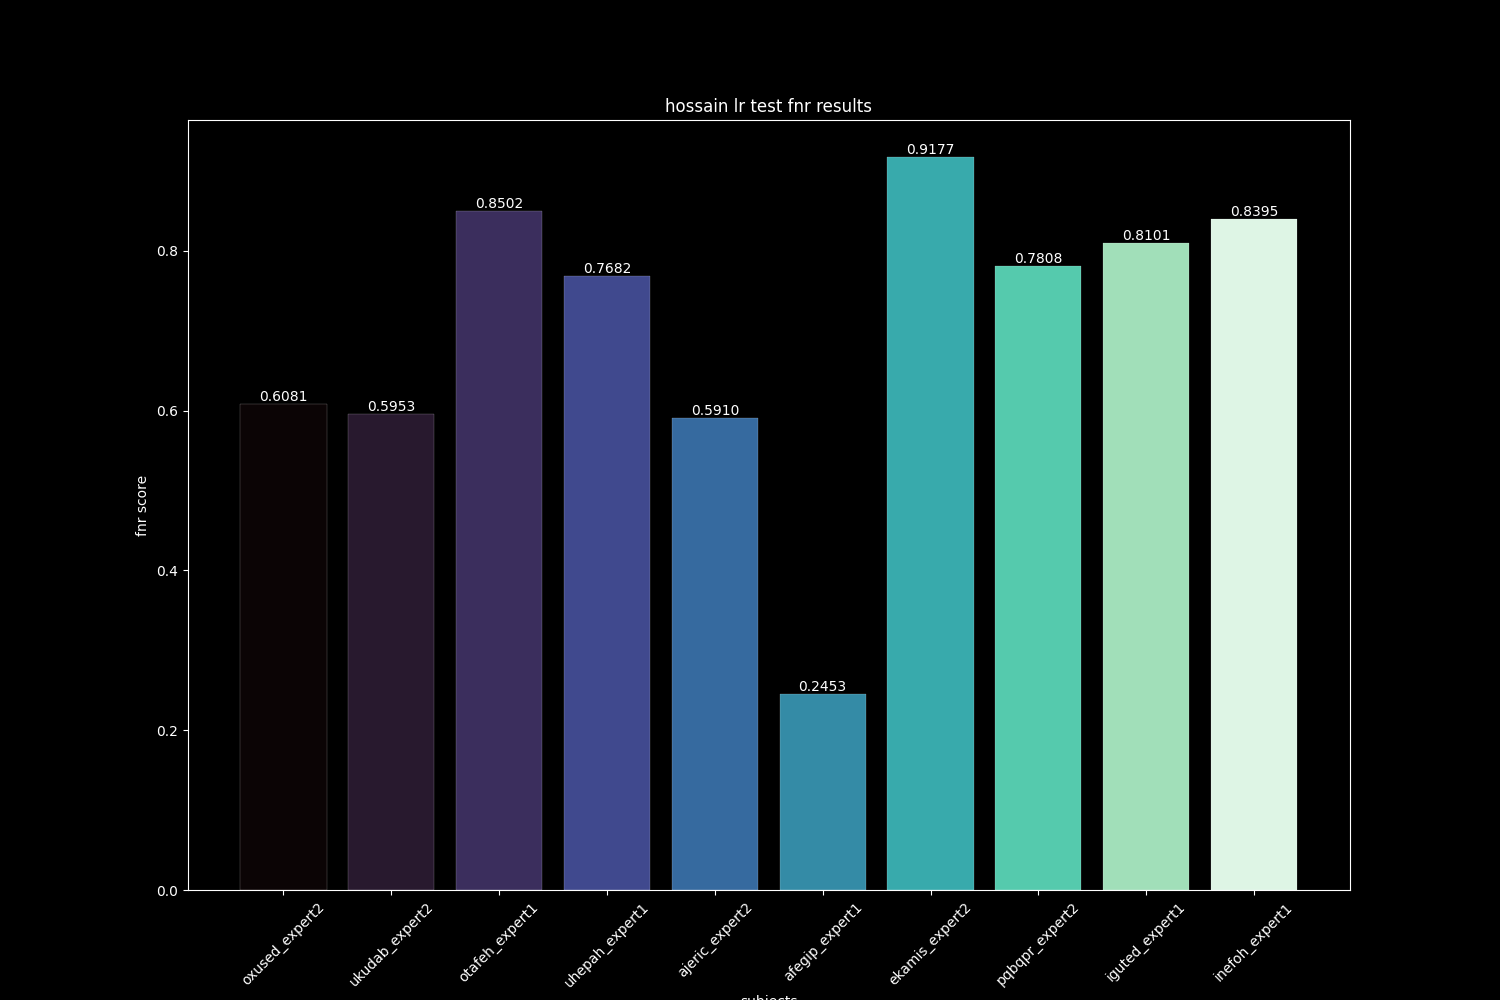 hossain lr test fnr results
0.9177
0.8502
0.8395
0.8101
0.7808
0.7682
0.6081
0.5953
0.5910
0.2453
0.8
0.6
0.4
0.2
0.0
fnr score
oxused_expert2
ukudab_expert2
otafeh_expert1
uhepah_expert1
ajeric_expert2
afegip_expert1
ekamis_expert2
pqbqpr_expert2
iguted_expert1
inefoh_expert1
subjects